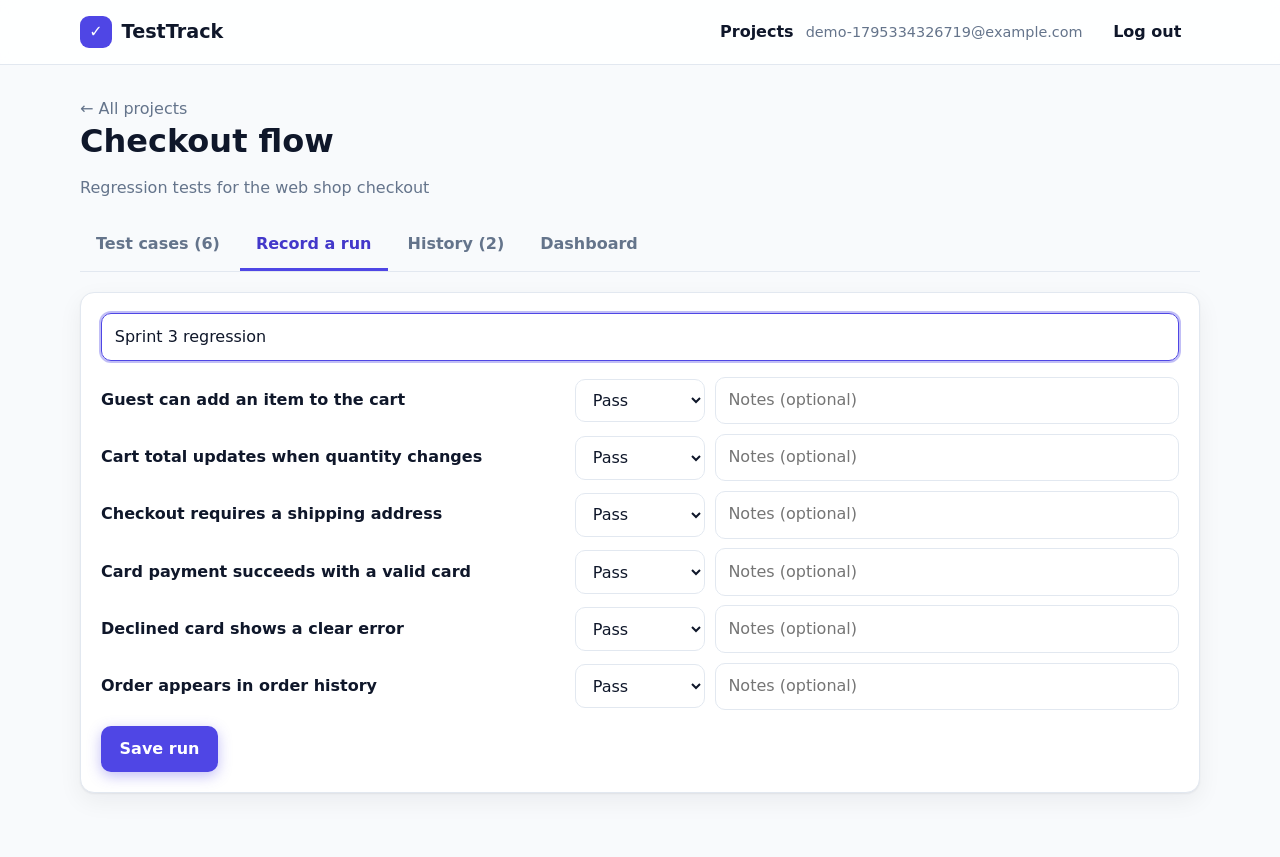 ✓ TestTrack Projects demo-1795334326719@example.com Log out
← All projects
Checkout flow
Regression tests for the web shop checkout
Test cases (6) Record a run History (2) Dashboard
Sprint 3 regression
Guest can add an item to the cart Pass Notes (optional)
Cart total updates when quantity changes Pass Notes (optional)
Checkout requires a shipping address Pass Notes (optional)
Card payment succeeds with a valid card Pass Notes (optional)
Declined card shows a clear error Pass Notes (optional)
Order appears in order history Pass Notes (optional)
Save run